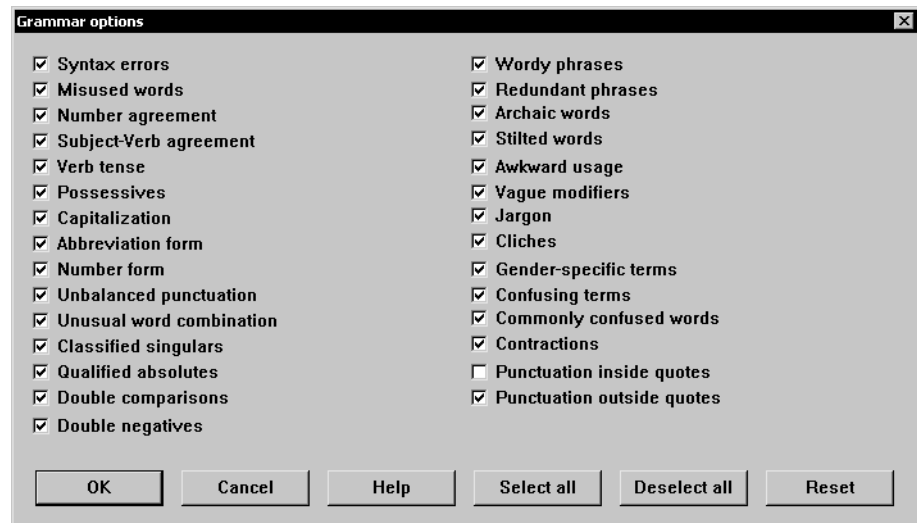 Grammar options
Syntax errors
Misused words
Number agreement
Subject-Verb agreement
Verb tense
Possessives
Capitalization
Abbreviation form
Number form
Unbalanced punctuation
Unusual word combination
Classified singulars
Qualified absolutes
Double comparisons
Double negatives
Wordy phrases
Redundant phrases
Archaic words
Stilted words
Awkward usage
Vague modifiers
Jargon
Cliches
Gender-specific terms
Confusing terms
Commonly confused words
Contractions
Punctuation inside quotes
Punctuation outside quotes
OK Cancel Help Select all Deselect all Reset